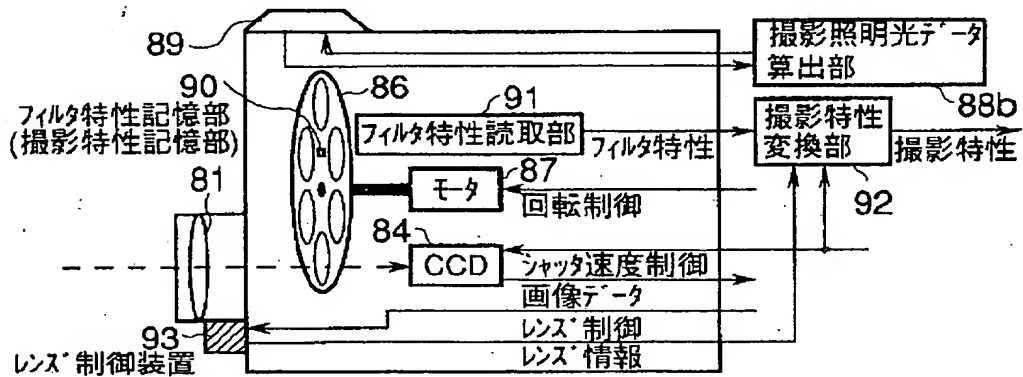 89
撮影照明光データ
算出部
88b
90
86
91
フィルタ特性記憶部
(撮影特性記憶部)
フィルタ特性読取部
フィルタ特性
撮影特性
変換部
撮影特性
92
81
モータ
87
回転制御
84
CCD
シャッタ速度制御
画像データ
93
レンズ制御
レンズ制御装置
レンズ情報